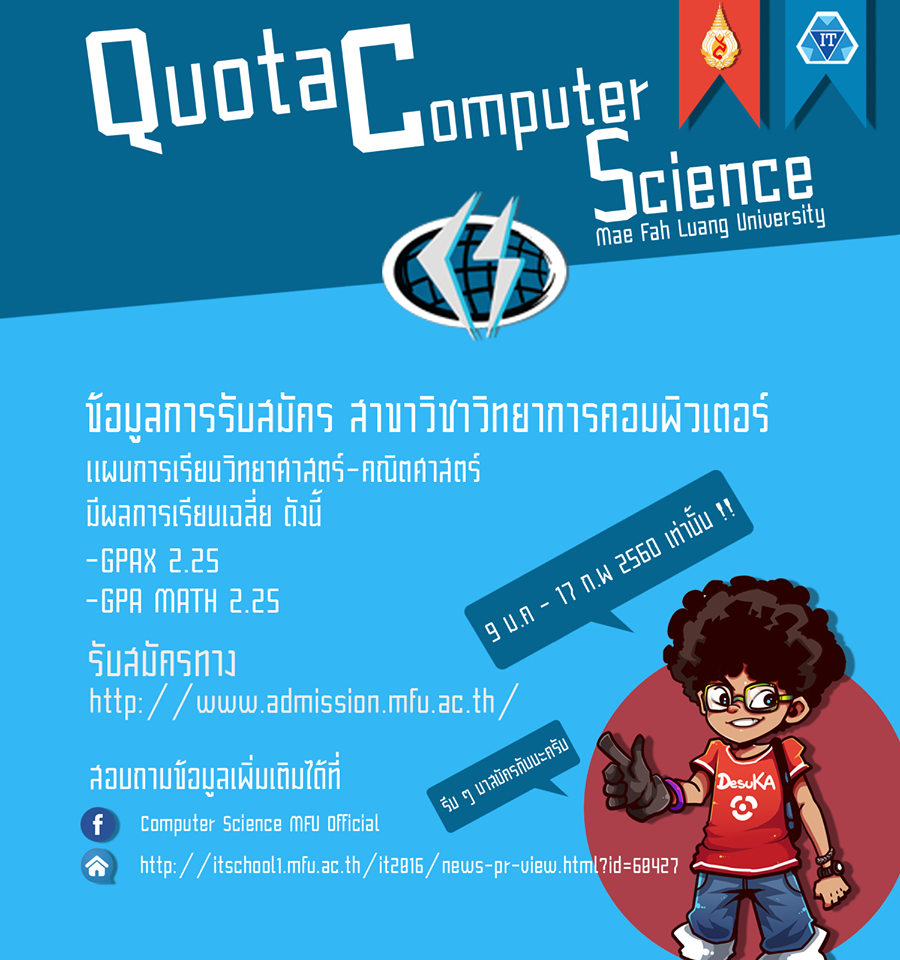 Quota Computer
Science
Mae Fah Luang University
IT
ข้อมูลการรับสมัคร สาขาวิชาวิทยาการคอมพิวเตอร์
แผนการเรียนวิทยาศาสตร์-คณิตศาสตร์
มีผลการเรียนเฉลี่ย ดังนี้
-GPAX 2.25
-GPA MATH 2.25
9 ม.ค - 17 ก.พ 2560 เท่านั้น !!
รับสมัครทาง
http://www.admission.mfu.ac.th/
รีบ ๆ มาสมัครกันนะครับ
สอบถามข้อมูลเพิ่มเติมได้ที่
f Computer Science MFU Official
http://itschool1.mfu.ac.th/it2016/news-pr-view.html?id=60427
DesuKA